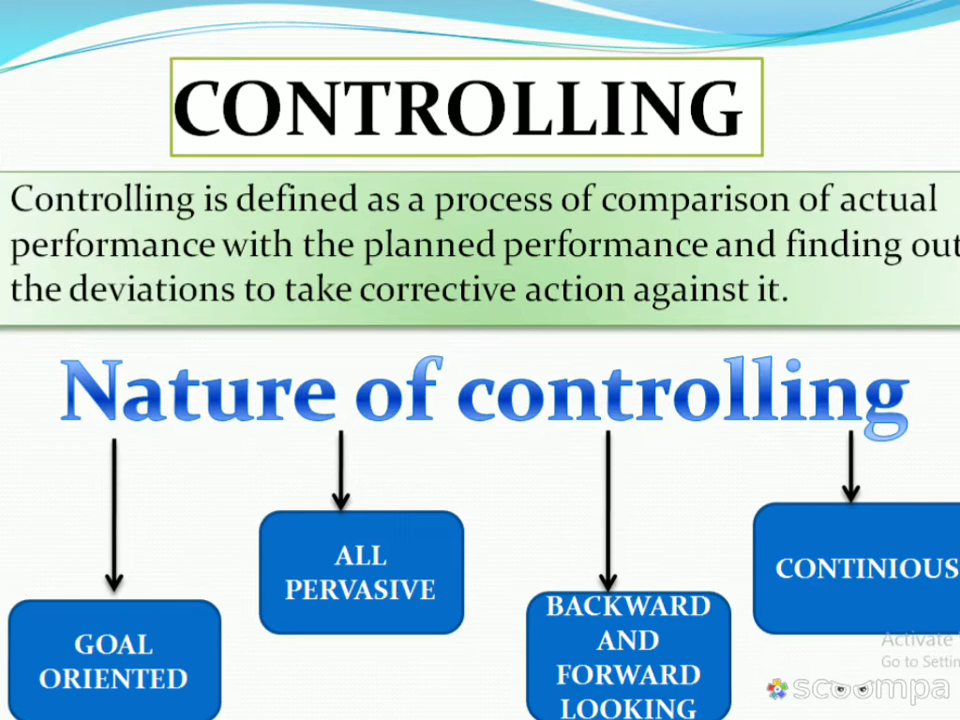 CONTROLLING
Controlling is defined as a process of comparison of actual
performance with the planned performance and finding out
the deviations to take corrective action against it.
Nature of controlling
GOAL
ORIENTED
ALL
PERVASIVE
BACKWARD
AND
FORWARD
LOOKING
CONTINIOUS
Activate
Go to Settin
scoompa